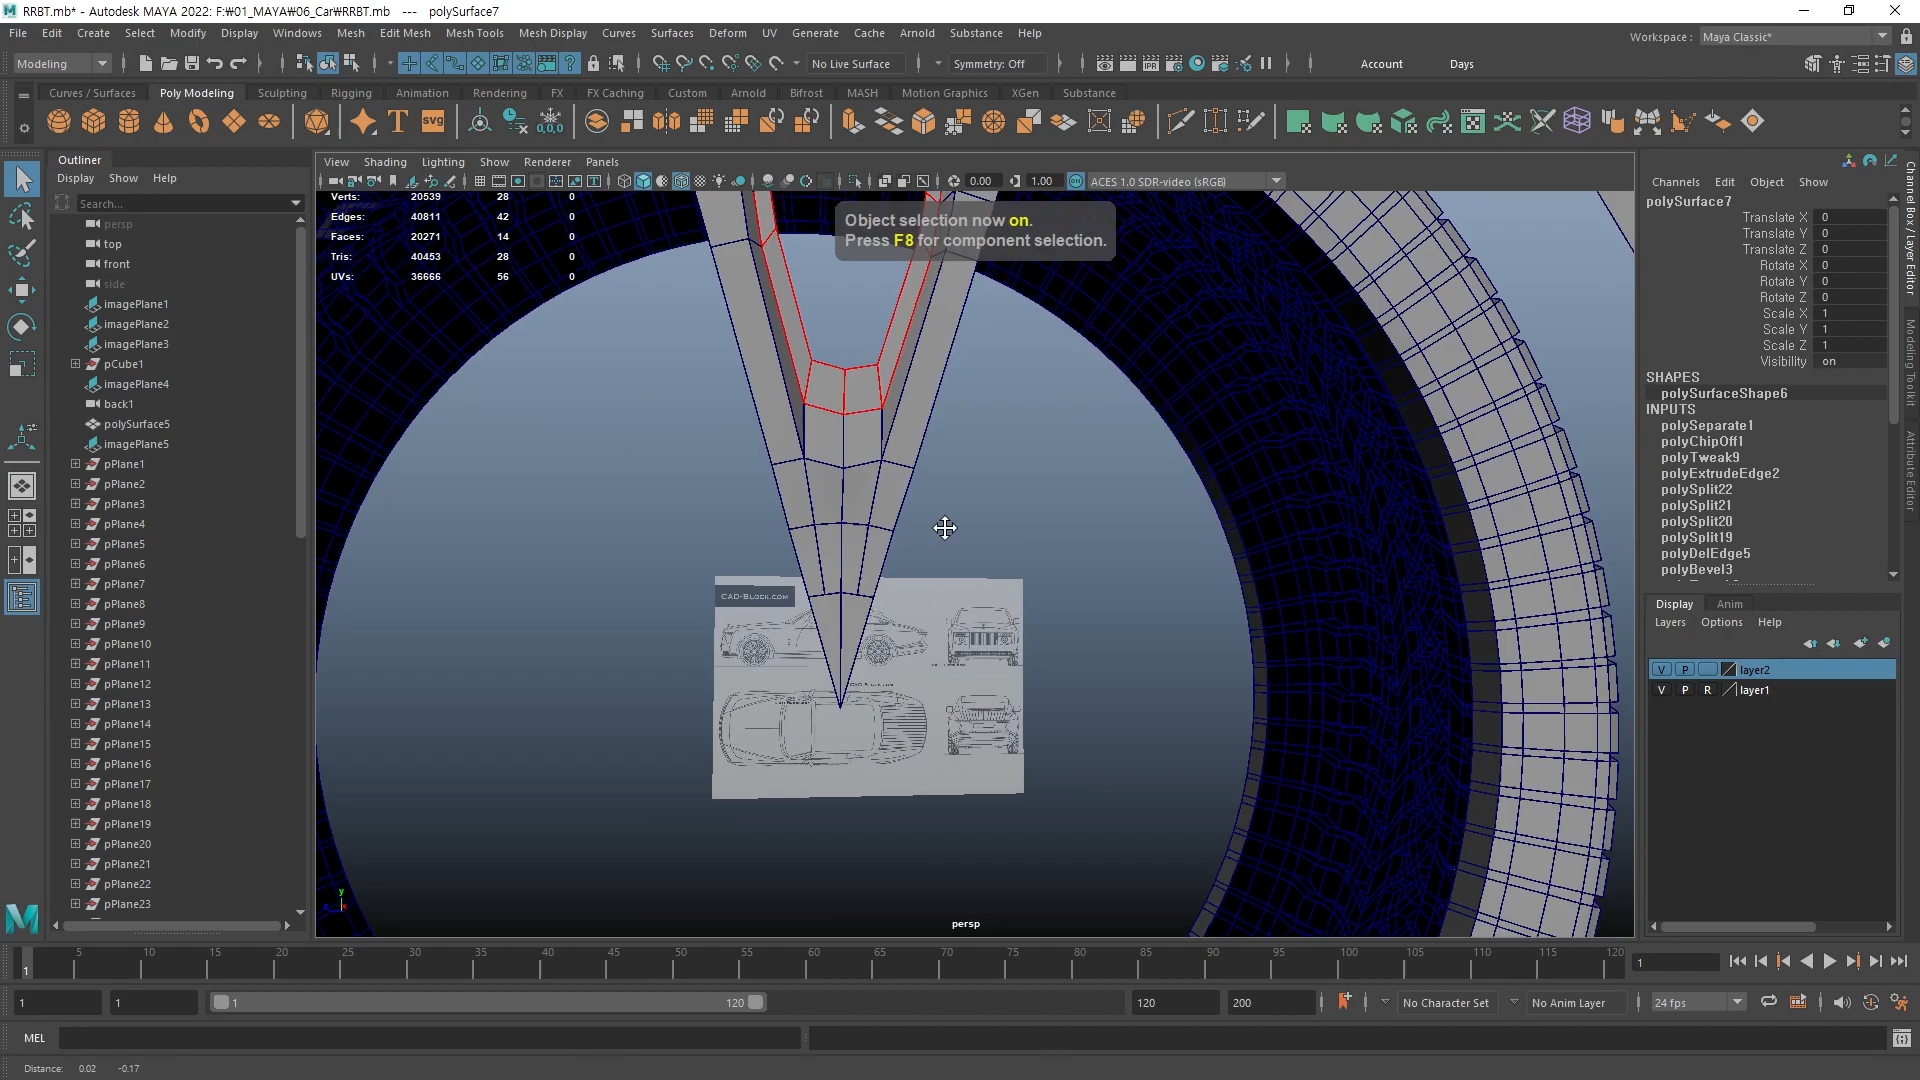 RRBT.mb* - Autodesk MAYA 2022: F:₩01_MAYA₩06_Car₩RRBT.mb   ---   polySurface7
File Edit Create Select Modify Display Windows Mesh Edit Mesh Mesh Tools Mesh Display Curves Surfaces Deform UV Generate Cache Arnold Substance Help
Workspace : Maya Classic*
Modeling No Live Surface Symmetry: Off Account Days
Curves / Surfaces Poly Modeling Sculpting Rigging Animation Rendering FX FX Caching Custom Arnold Bifrost MASH Motion Graphics XGen Substance
Outliner
Display Show Help
Search...
persp
top
front
side
imagePlane1
imagePlane2
imagePlane3
pCube1
imagePlane4
back1
polySurface5
imagePlane5
pPlane1
pPlane2
pPlane3
pPlane4
pPlane5
pPlane6
pPlane7
pPlane8
pPlane9
pPlane10
pPlane11
pPlane12
pPlane13
pPlane14
pPlane15
pPlane16
pPlane17
pPlane18
pPlane19
pPlane20
pPlane21
pPlane22
pPlane23
View Shading Lighting Show Renderer Panels
0.00 1.00 ACES 1.0 SDR-video (sRGB)
Verts: 20539 28 0
Edges: 40811 42 0
Faces: 20271 14 0
Tris: 40453 28 0
UVs: 36666 56 0
Object selection now on.
Press F8 for component selection.
CAD-BLOCK.COM
persp
Channels Edit Object Show
polySurface7
Translate X 0
Translate Y 0
Translate Z 0
Rotate X 0
Rotate Y 0
Rotate Z 0
Scale X 1
Scale Y 1
Scale Z 1
Visibility on
SHAPES
polySurfaceShape6
INPUTS
polySeparate1
polyChipOff1
polyTweak9
polyExtrudeEdge2
polySplit22
polySplit21
polySplit20
polySplit19
polyDelEdge5
polyBevel3
Display Anim
Layers Options Help
V P layer2
V P R layer1
Channel Box / Layer Editor
Modeling Toolkit
Attribute Editor
1 5 10 15 20 25 30 35 40 45 50 55 60 65 70 75 80 85 90 95 100 105 110 115 120
1
1 1 1 120 120 200 No Character Set No Anim Layer 24 fps
MEL
Distance: 0.02 -0.17